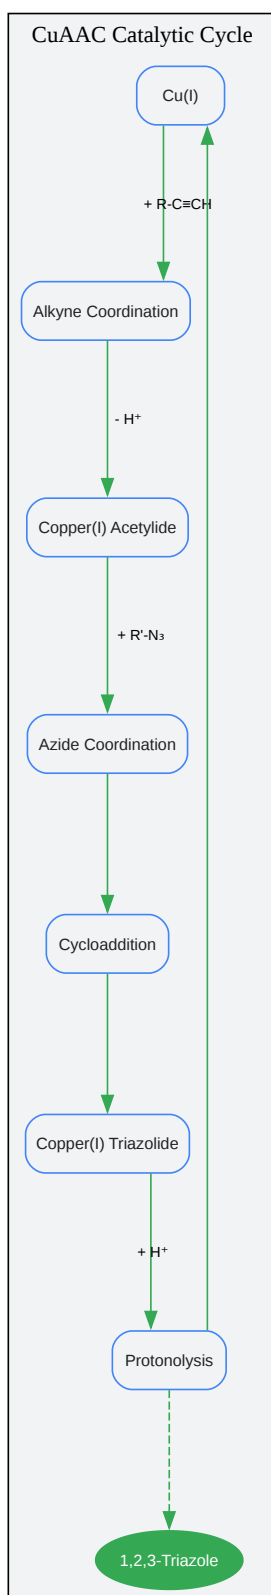 CuAAC Catalytic Cycle
Cu(I)
+ R-C≡CH
Alkyne Coordination
- H⁺
Copper(I) Acetylide
+ R'-N₃
Azide Coordination
Cycloaddition
Copper(I) Triazolide
+ H⁺
Protonolysis
1,2,3-Triazole